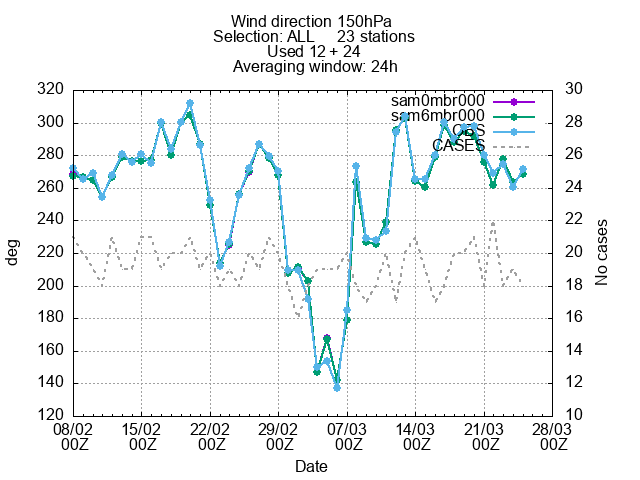 Wind direction 150hPa
Selection: ALL 23 stations
Used 12 + 24
Averaging window: 24h
320 30
300 28
280 26
260 24
240 22
220 20
200 18
180 16
160 14
140 12
120 10
sam0mbr000
sam6mbr000
OBS
CASES
deg
No cases
08/02 15/02 22/02 29/02 07/03 14/03 21/03 28/03
00Z 00Z 00Z 00Z 00Z 00Z 00Z 00Z
Date